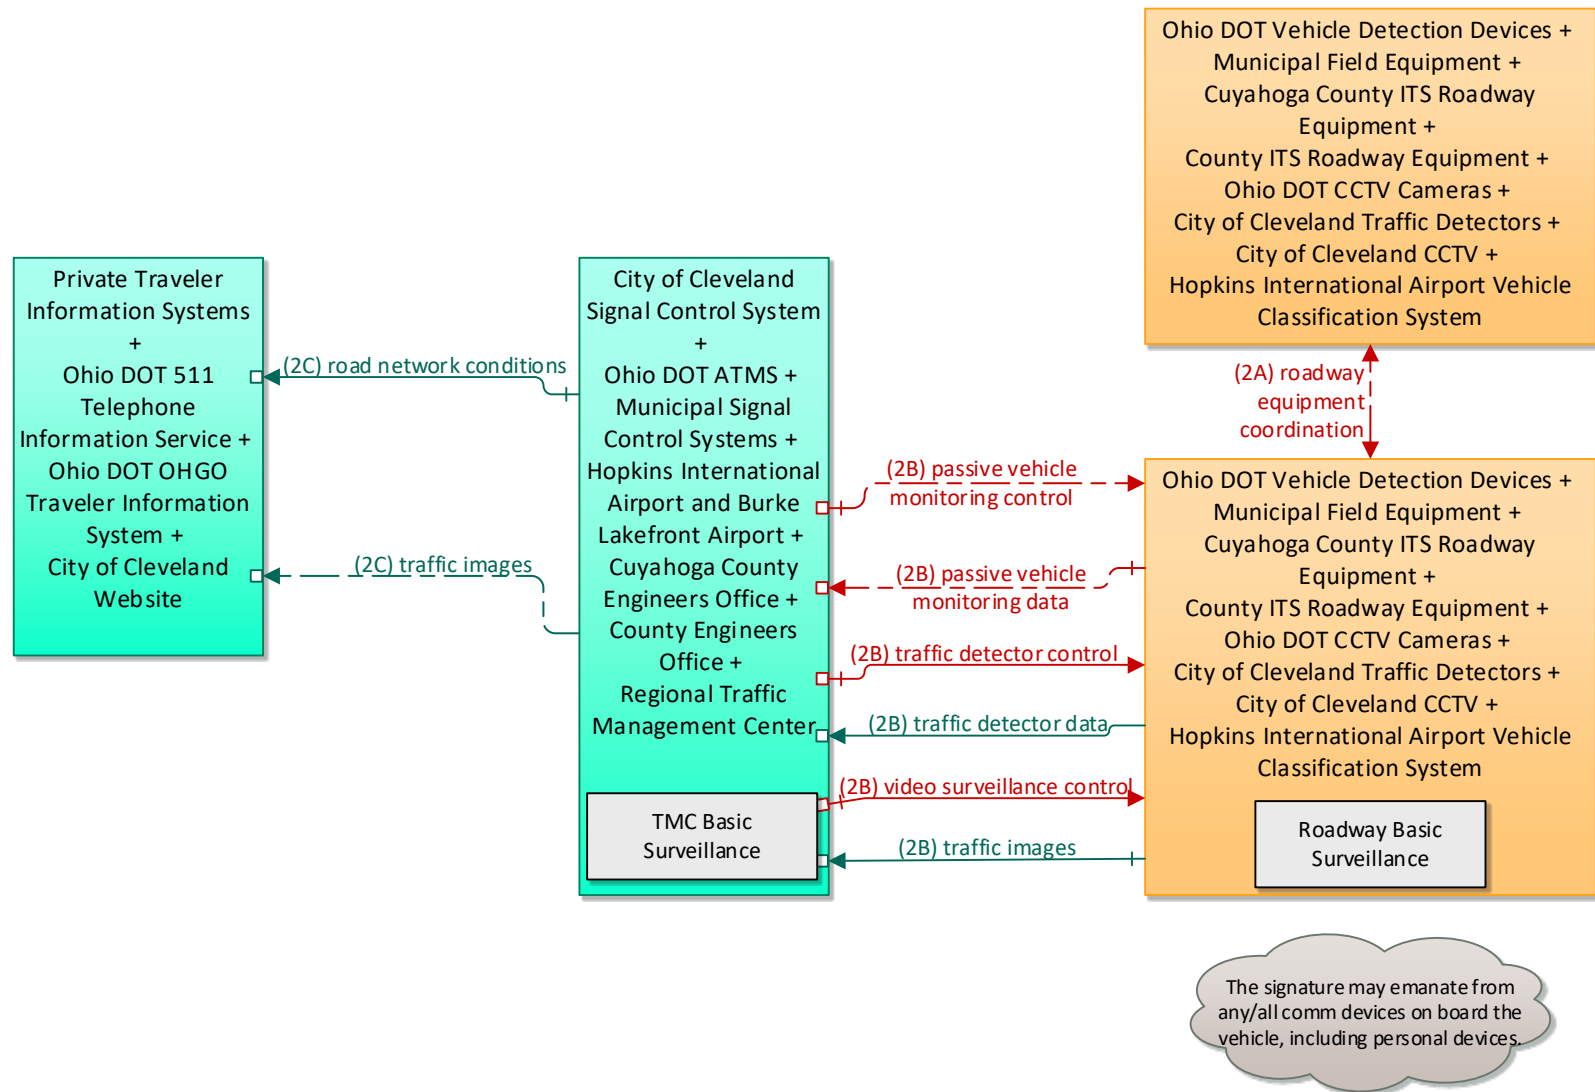 Ohio DOT Vehicle Detection Devices +
Municipal Field Equipment +
Cuyahoga County ITS Roadway
Equipment +
County ITS Roadway Equipment +
Ohio DOT CCTV Cameras +
City of Cleveland Traffic Detectors +
City of Cleveland CCTV +
Hopkins International Airport Vehicle
Classification System
Private Traveler
Information Systems
+
Ohio DOT 511
Telephone
Information Service +
Ohio DOT OHGO
Traveler Information
System +
City of Cleveland
Website
(2C) road network conditions
(2C) traffic images
City of Cleveland
Signal Control System
+
Ohio DOT ATMS +
Municipal Signal
Control Systems +
Hopkins International
Airport and Burke
Lakefront Airport +
Cuyahoga County
Engineers Office +
County Engineers
Office +
Regional Traffic
Management Center
TMC Basic
Surveillance
(2A) roadway
equipment
coordination
(2B) passive vehicle
monitoring control
(2B) passive vehicle
monitoring data
(2B) traffic detector control
(2B) traffic detector data
(2B) video surveillance control
(2B) traffic images
Ohio DOT Vehicle Detection Devices +
Municipal Field Equipment +
Cuyahoga County ITS Roadway
Equipment +
County ITS Roadway Equipment +
Ohio DOT CCTV Cameras +
City of Cleveland Traffic Detectors +
City of Cleveland CCTV +
Hopkins International Airport Vehicle
Classification System
Roadway Basic
Surveillance
The signature may emanate from
any/all comm devices on board the
vehicle, including personal devices.